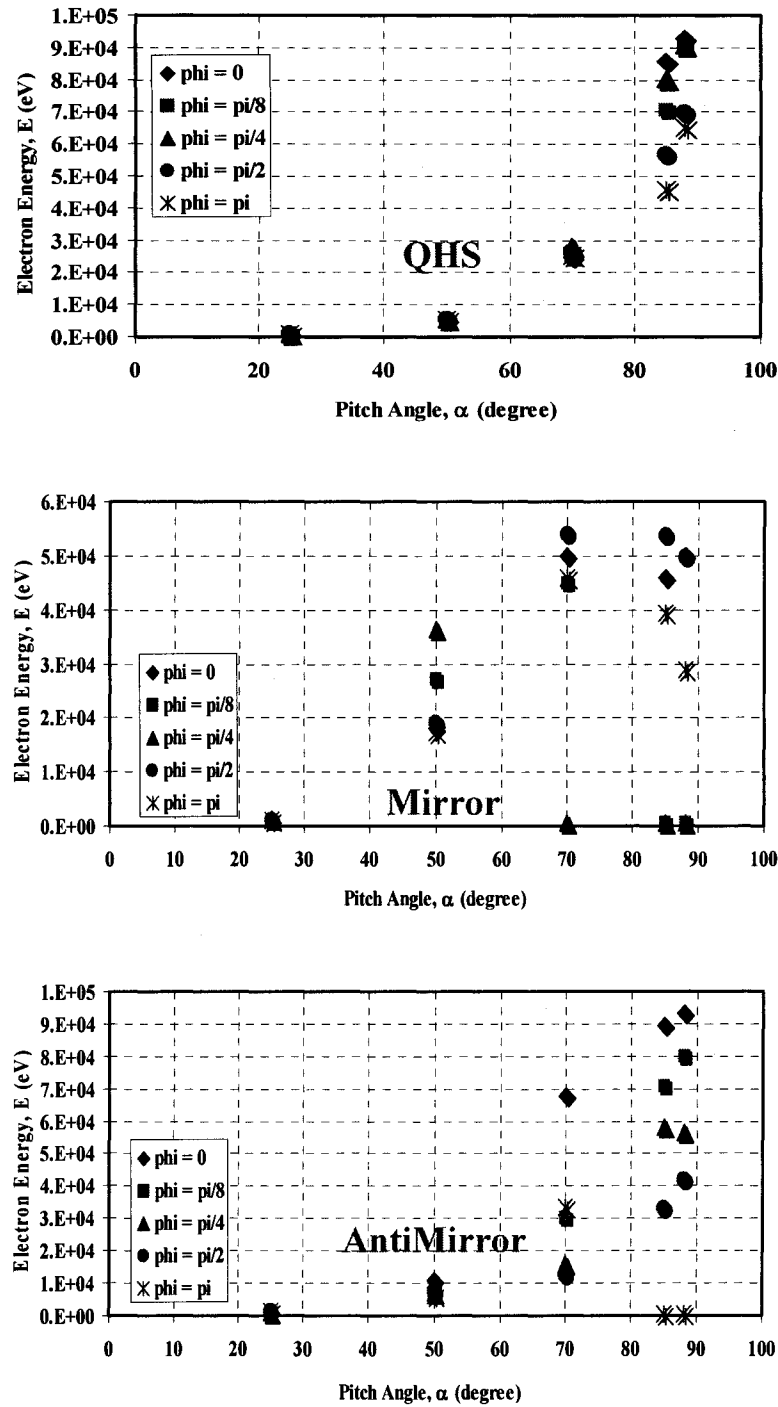 1.E+05
9.E+04
8.E+04
7.E+04
6.E+04
5.E+04
4.E+04
3.E+04
2.E+04
1.E+04
0.E+00
Electron Energy, E (eV)
phi = 0
phi = pi/8
phi = pi/4
phi = pi/2
phi = pi
QHS
0 20 40 60 80 100
Pitch Angle, α (degree)
6.E+04
5.E+04
4.E+04
3.E+04
2.E+04
1.E+04
0.E+00
Electron Energy, E (eV)
phi = 0
phi = pi/8
phi = pi/4
phi = pi/2
phi = pi
Mirror
0 10 20 30 40 50 60 70 80 90 100
Pitch Angle, α (degree)
1.E+05
9.E+04
8.E+04
7.E+04
6.E+04
5.E+04
4.E+04
3.E+04
2.E+04
1.E+04
0.E+00
Electron Energy, E (eV)
phi = 0
phi = pi/8
phi = pi/4
phi = pi/2
phi = pi
AntiMirror
0 10 20 30 40 50 60 70 80 90 100
Pitch Angle, α (degree)